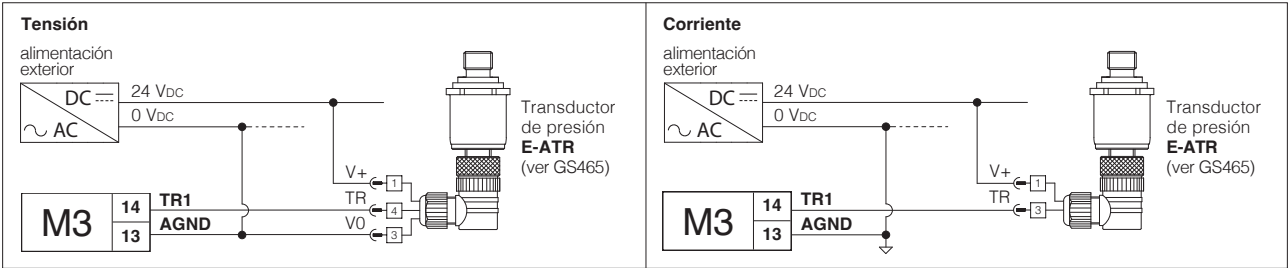 Tensión
alimentación
exterior
DC
AC
24 VDC
0 VDC
Transductor
de presión
E-ATR
(ver GS465)
V+
1
M3
14
TR1
TR
4
13
AGND
V0
3
Corriente
alimentación
exterior
DC
AC
24 VDC
0 VDC
Transductor
de presión
E-ATR
(ver GS465)
V+
1
M3
14
TR1
TR
3
13
AGND